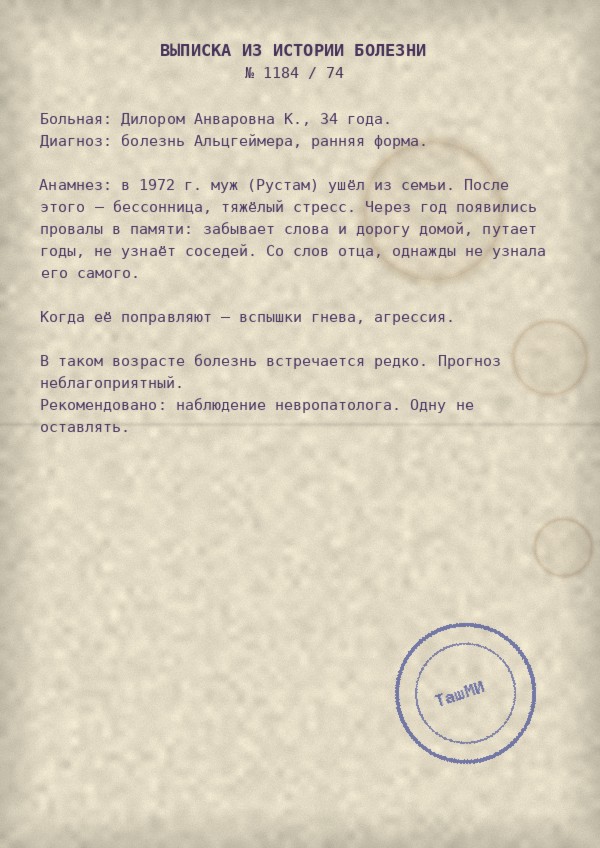 ВЫПИСКА ИЗ ИСТОРИИ БОЛЕЗНИ
№ 1184 / 74
Больная: Дилором Анваровна К., 34 года.
Диагноз: болезнь Альцгеймера, ранняя форма.
Анамнез: в 1972 г. муж (Рустам) ушёл из семьи. После
этого — бессонница, тяжёлый стресс. Через год появились
провалы в памяти: забывает слова и дорогу домой, путает
годы, не узнаёт соседей. Со слов отца, однажды не узнала
его самого.
Когда её поправляют — вспышки гнева, агрессия.
В таком возрасте болезнь встречается редко. Прогноз
неблагоприятный.
Рекомендовано: наблюдение невропатолога. Одну не
оставлять.
ТашМИ